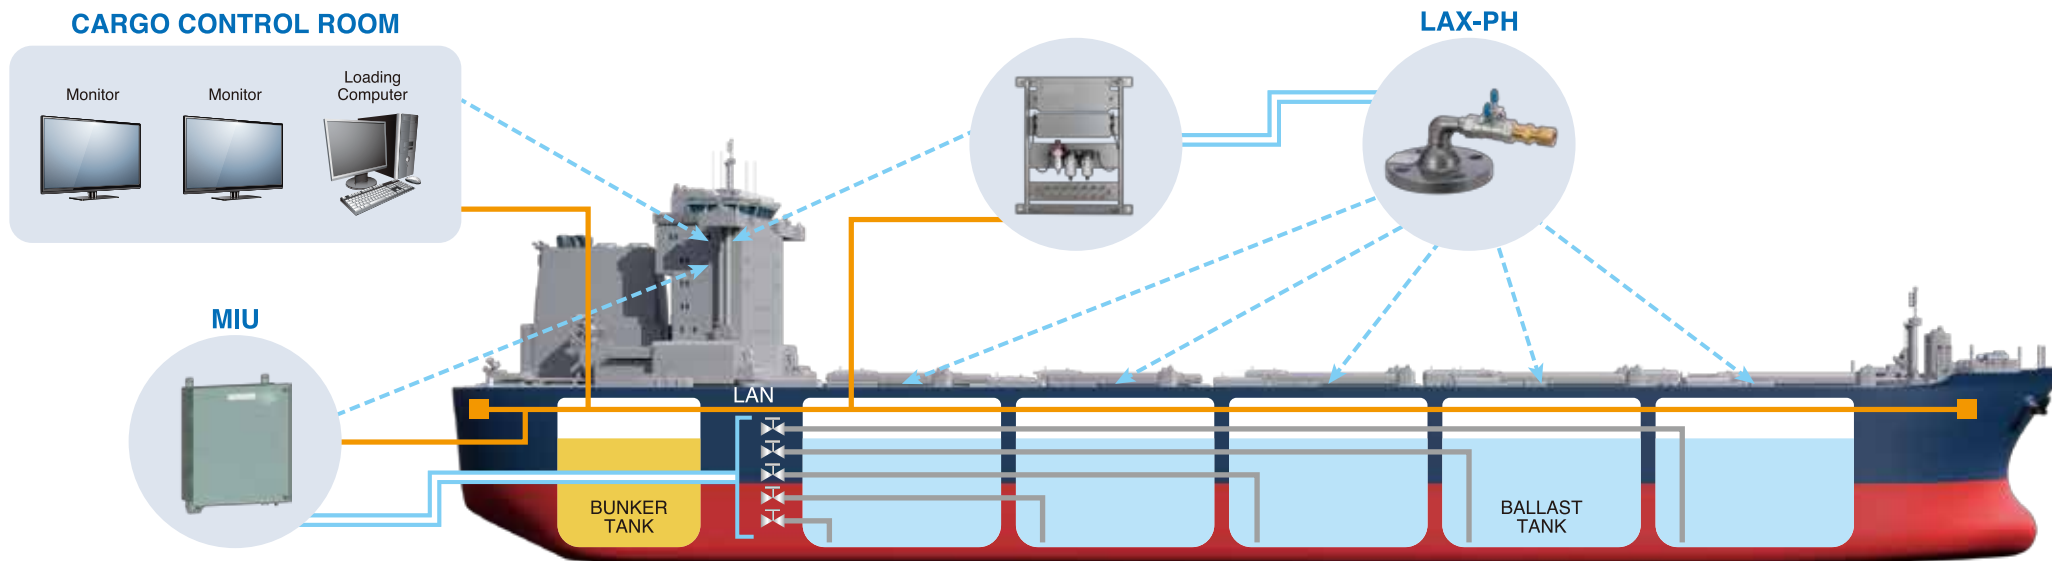 CARGO CONTROL ROOM
Monitor
Monitor
Loading
Computer
LAX-PH
MIU
LAN
BUNKER
TANK
BALLAST
TANK